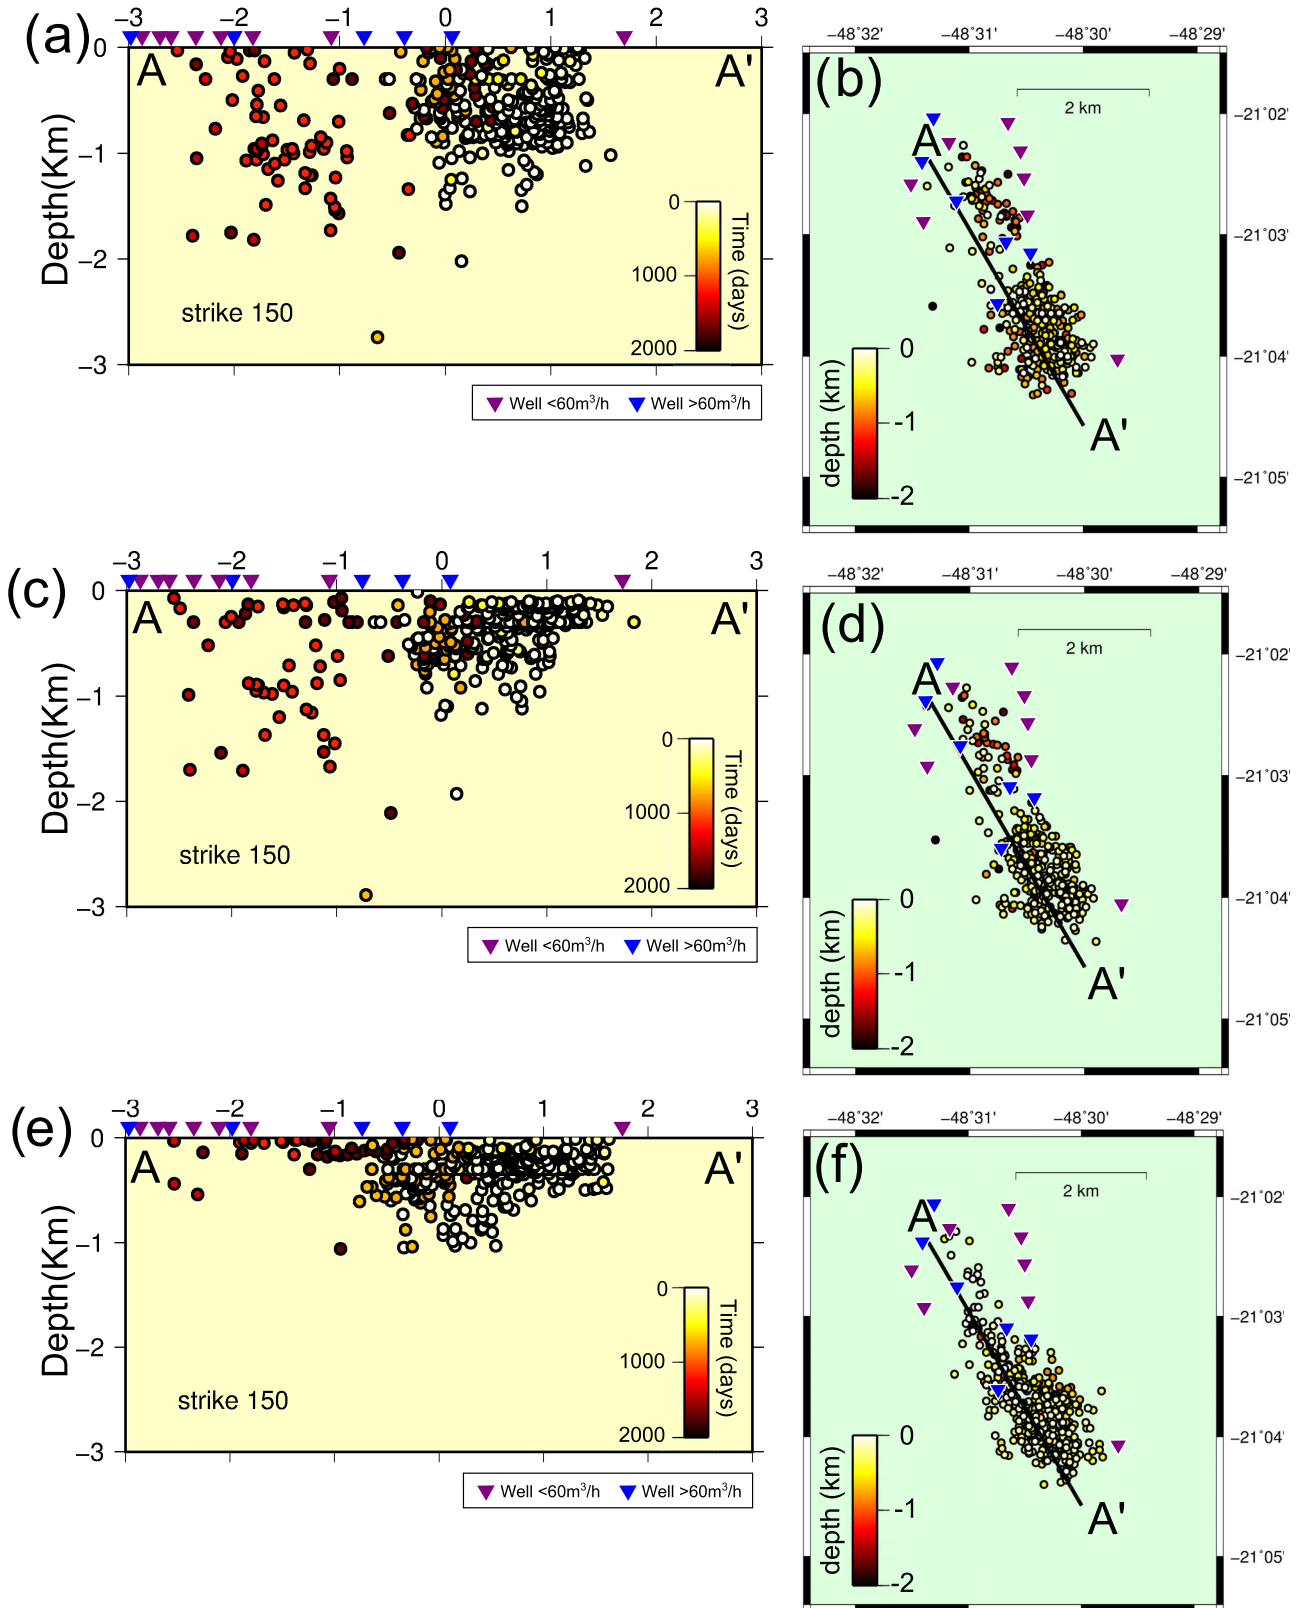 (a)
−3 −2 −1 0 1 2 3
0
−1
−2
−3
Depth(Km)
A A'
strike 150
0
1000
2000
Time (days)
Well <60m³/h Well >60m³/h
(b)
−48˚32' −48˚31' −48˚30' −48˚29'
2 km
−21˚02'
−21˚03'
−21˚04'
−21˚05'
A
A'
depth (km)
0
-1
-2
(c)
−3 −2 −1 0 1 2 3
0
−1
−2
−3
Depth(Km)
A A'
strike 150
0
1000
2000
Time (days)
Well <60m³/h Well >60m³/h
(d)
−48˚32' −48˚31' −48˚30' −48˚29'
2 km
−21˚02'
−21˚03'
−21˚04'
−21˚05'
A
A'
depth (km)
0
-1
-2
(e)
−3 −2 −1 0 1 2 3
0
−1
−2
−3
Depth(Km)
A A'
strike 150
0
1000
2000
Time (days)
Well <60m³/h Well >60m³/h
(f)
−48˚32' −48˚31' −48˚30' −48˚29'
2 km
−21˚02'
−21˚03'
−21˚04'
−21˚05'
A
A'
depth (km)
0
-1
-2